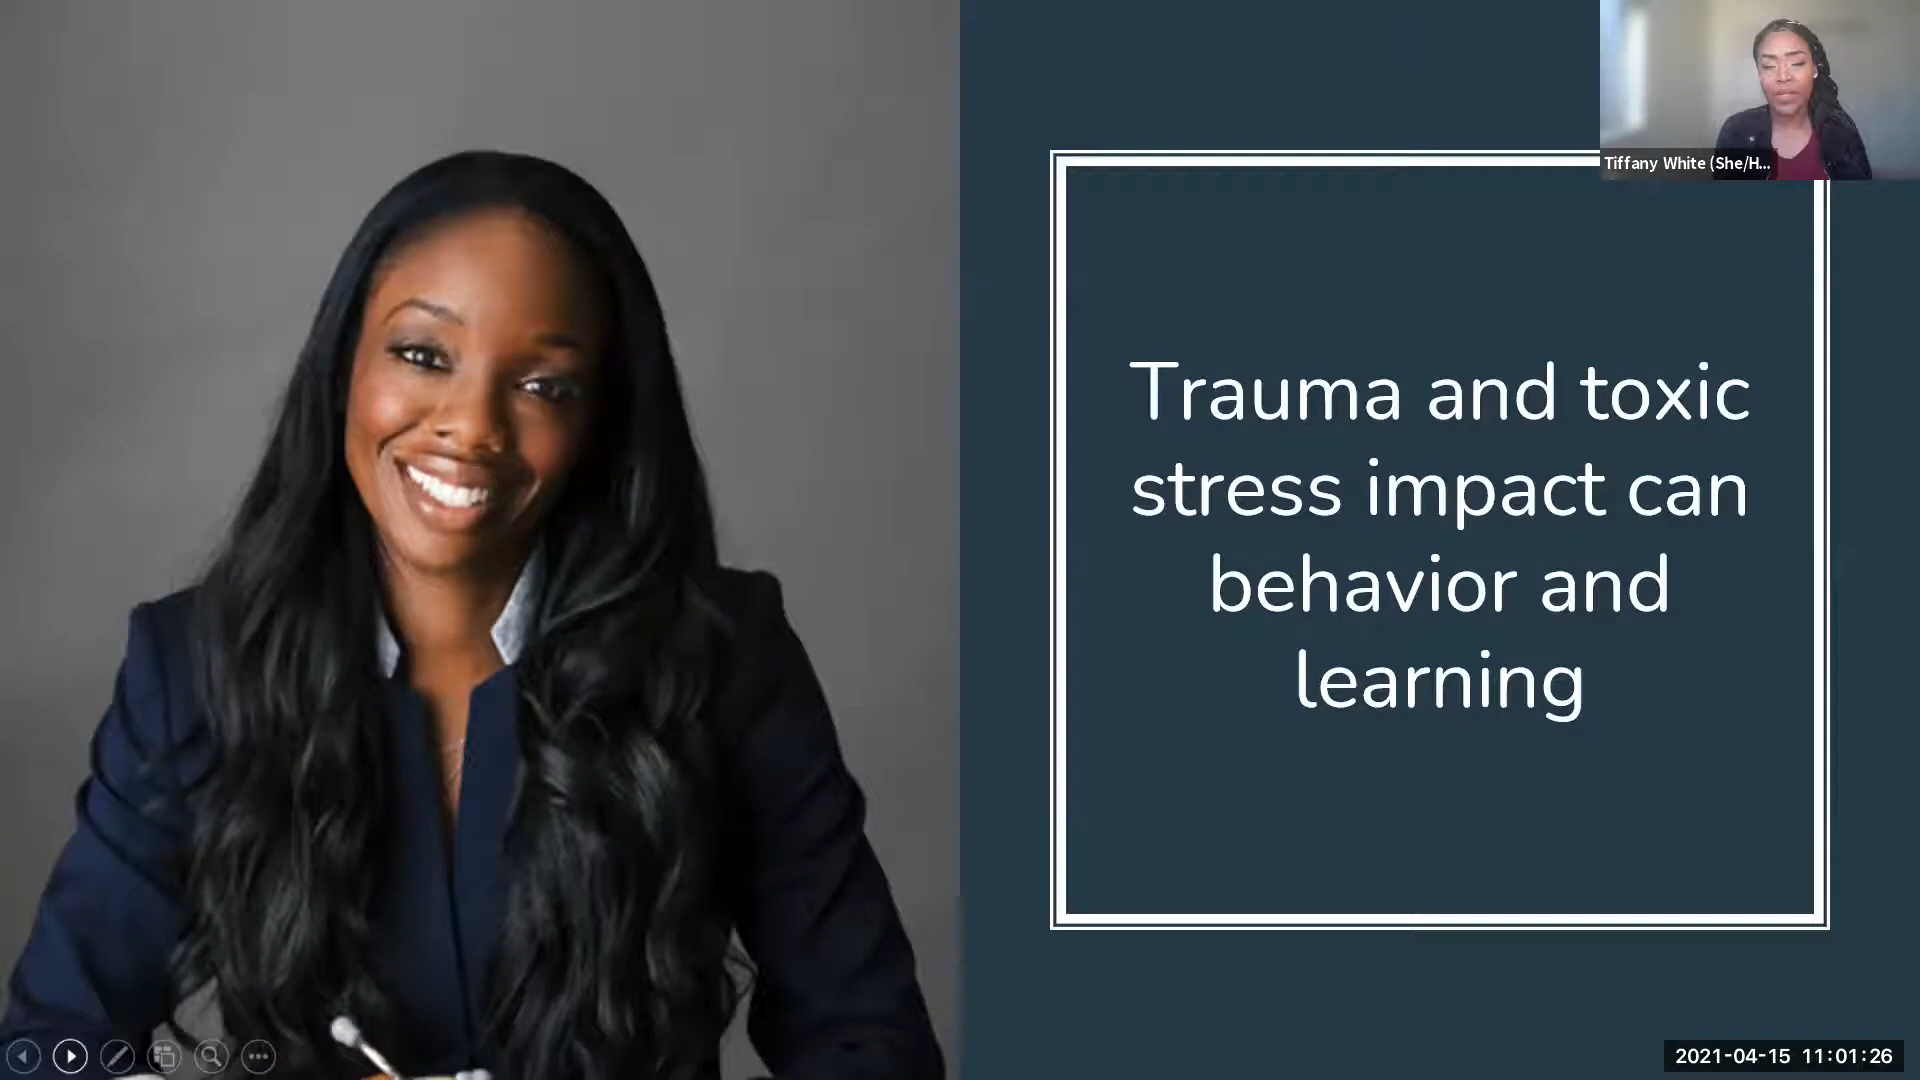 Tiffany White (She/H...
Trauma and toxic
stress impact can
behavior and
learning
2021-04-15 11:01:26